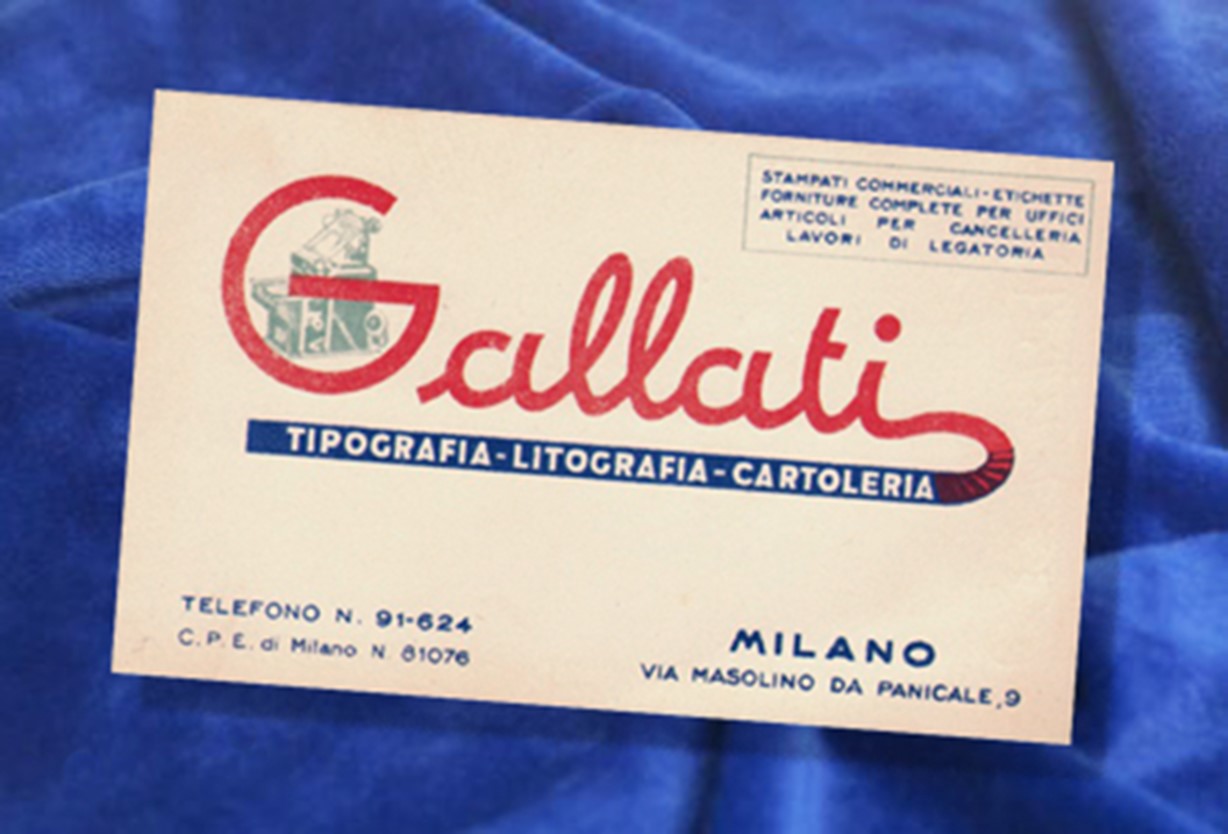 STAMPATI COMMERCIALI - ETICHETTE
FORNITURE COMPLETE PER UFFICI
ARTICOLI PER CANCELLERIA
LAVORI DI LEGATORIA
Gallati
TIPOGRAFIA - LITOGRAFIA - CARTOLERIA
TELEFONO N. 91-624
C. P. E. di Milano N. 81076
MILANO
VIA MASOLINO DA PANICALE, 9